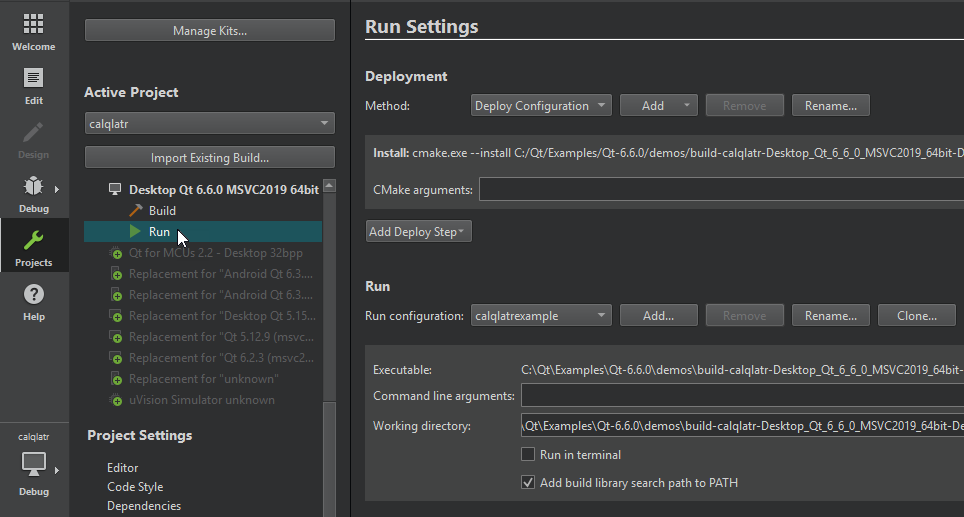 Welcome
Edit
Design
Debug
Projects
Help
calqlatr
Debug
Manage Kits...
Active Project
calqlatr
Import Existing Build...
Desktop Qt 6.6.0 MSVC2019 64bit
Build
Run
Qt for MCUs 2.2 - Desktop 32bpp
Replacement for "Android Qt 6.3....
Replacement for "Android Qt 6.3....
Replacement for "Desktop Qt 5.15...
Replacement for "Qt 5.12.9 (msvc...
Replacement for "Qt 6.2.3 (msvc2...
Replacement for "unknown"
uVision Simulator unknown
Project Settings
Editor
Code Style
Dependencies
Run Settings
Deployment
Method: Deploy Configuration Add Remove Rename...
Install: cmake.exe --install C:/Qt/Examples/Qt-6.6.0/demos/build-calqlatr-Desktop_Qt_6_6_0_MSVC2019_64bit-D
CMake arguments:
Add Deploy Step
Run
Run configuration: calqlatrexample Add... Remove Rename... Clone...
Executable: C:\Qt\Examples\Qt-6.6.0\demos\build-calqlatr-Desktop_Qt_6_6_0_MSVC2019_64bit-
Command line arguments:
Working directory: \Qt\Examples\Qt-6.6.0\demos\build-calqlatr-Desktop_Qt_6_6_0_MSVC2019_64bit-De
Run in terminal
Add build library search path to PATH